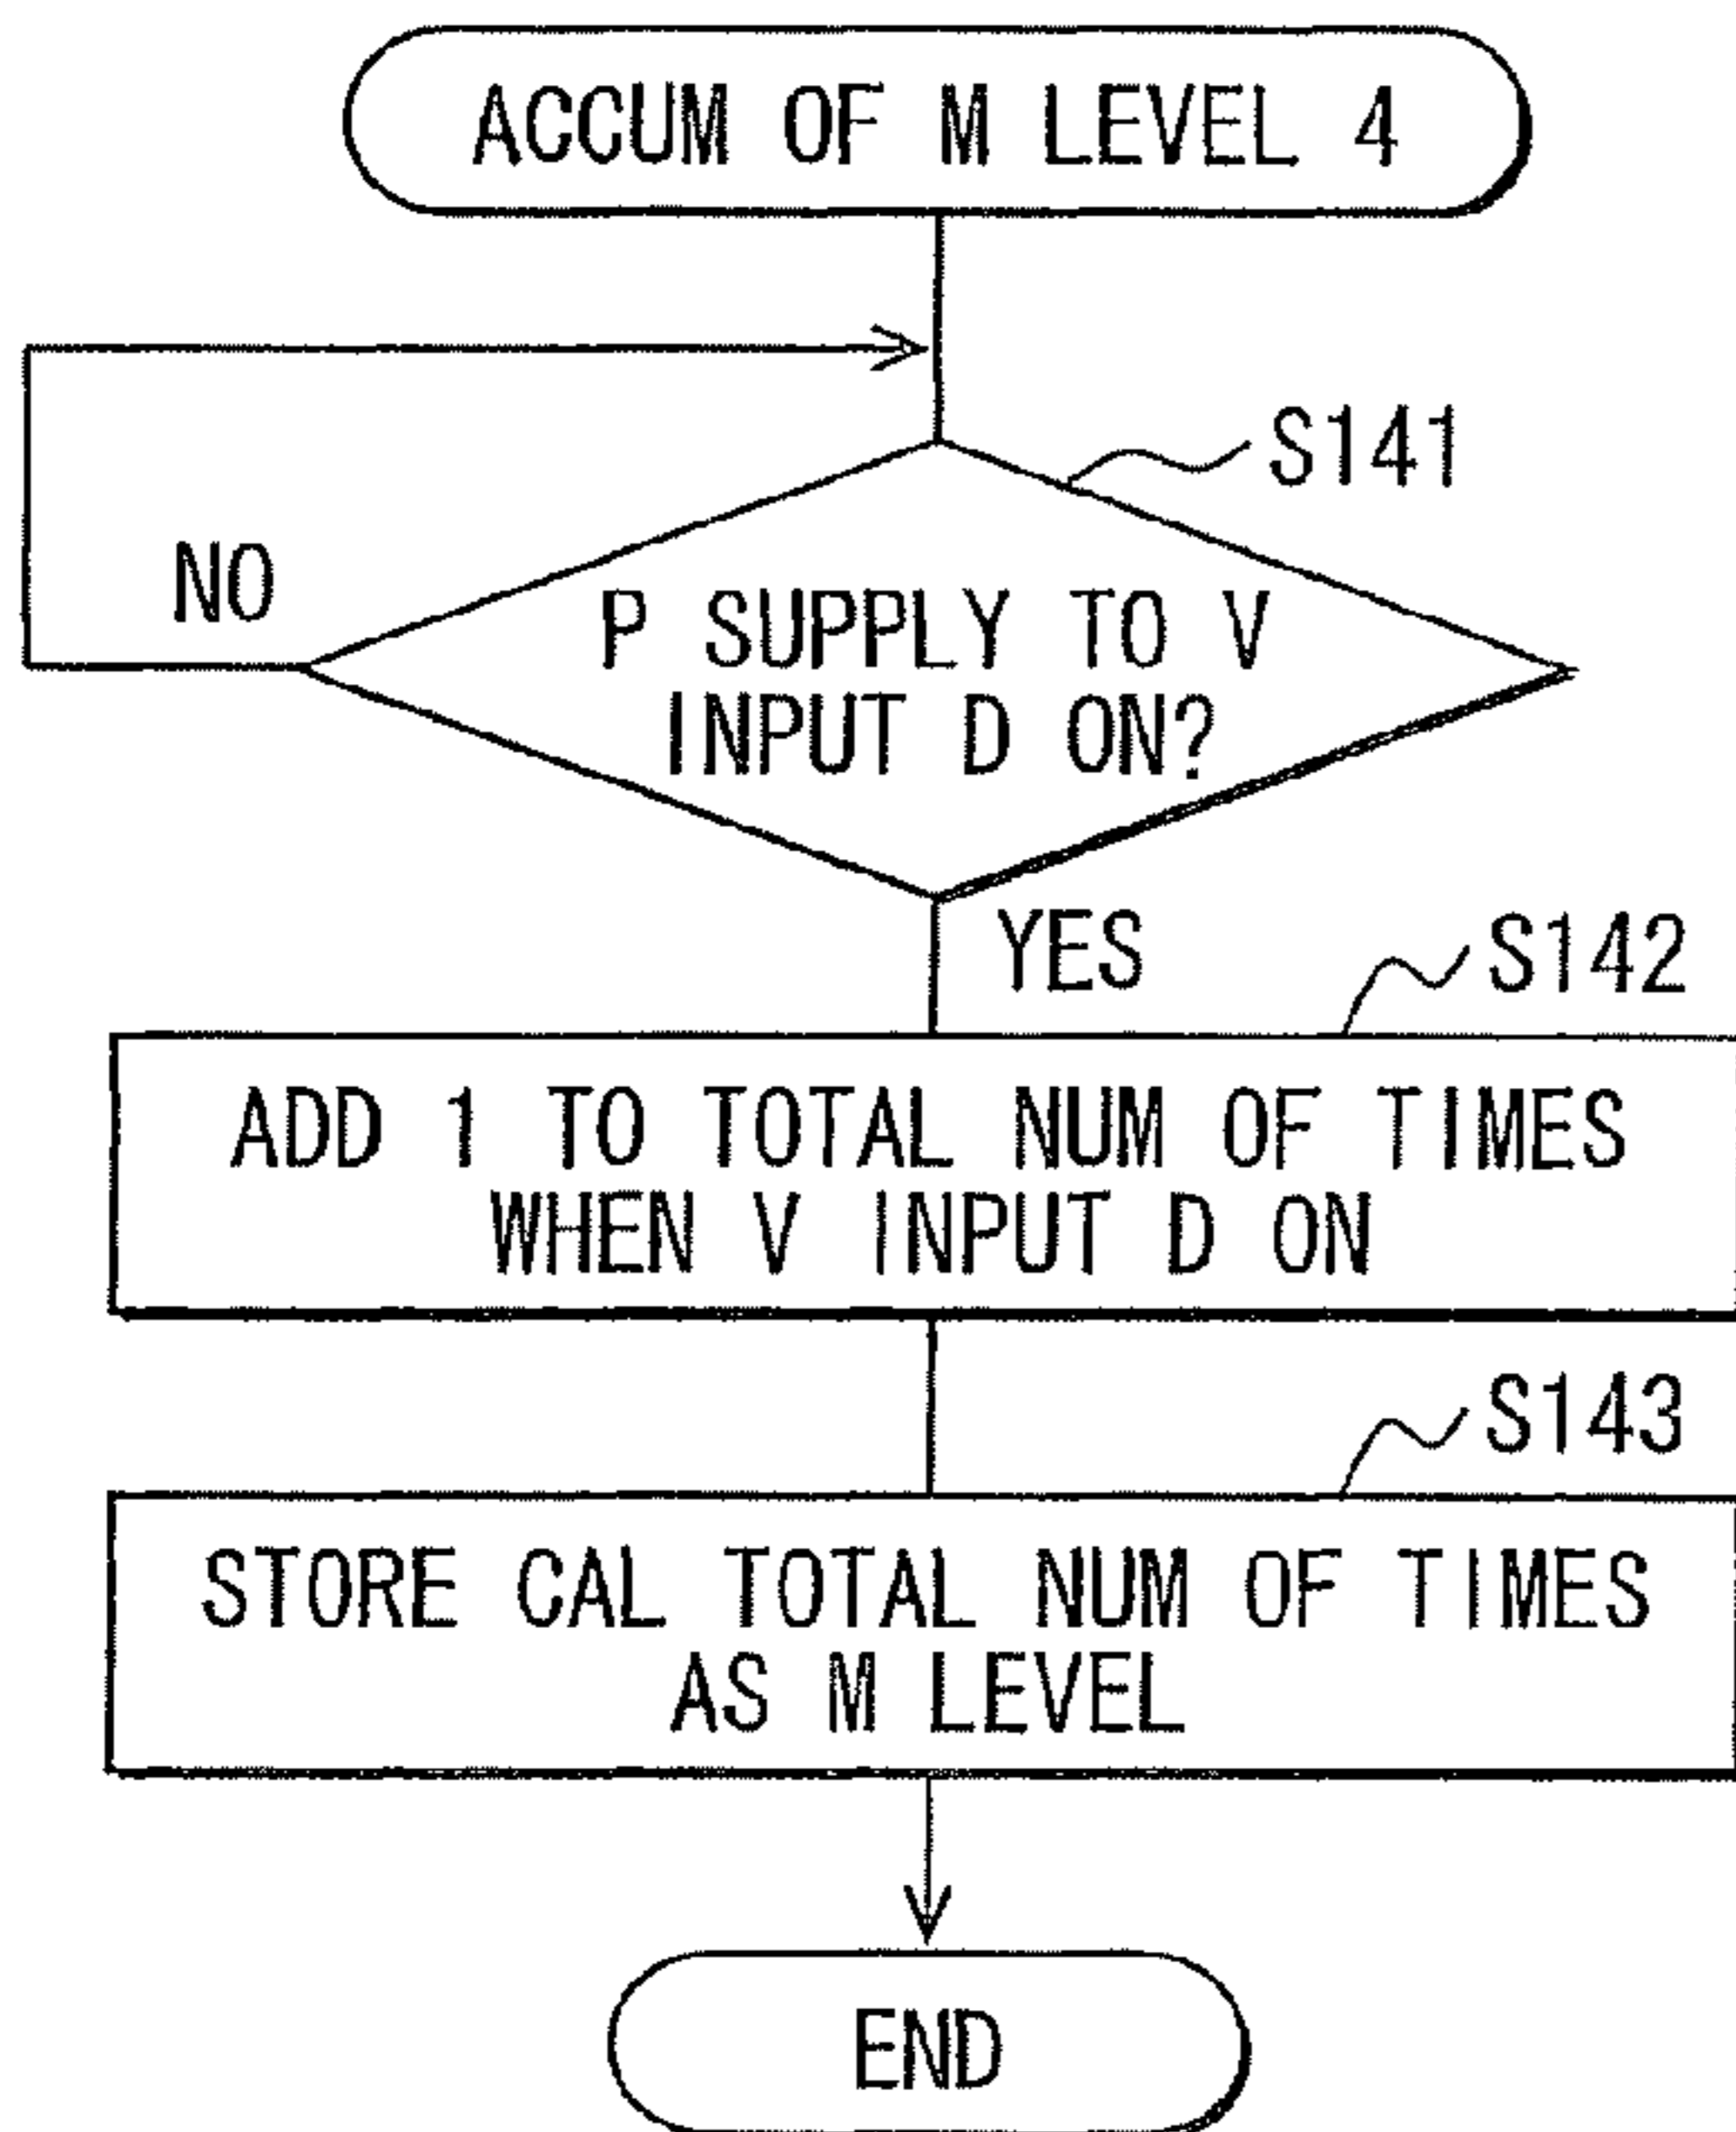 ACCUM OF M LEVEL 4
S141
NO
P SUPPLY TO V
INPUT D ON?
YES
S142
ADD 1 TO TOTAL NUM OF TIMES
WHEN V INPUT D ON
S143
STORE CAL TOTAL NUM OF TIMES
AS M LEVEL
END